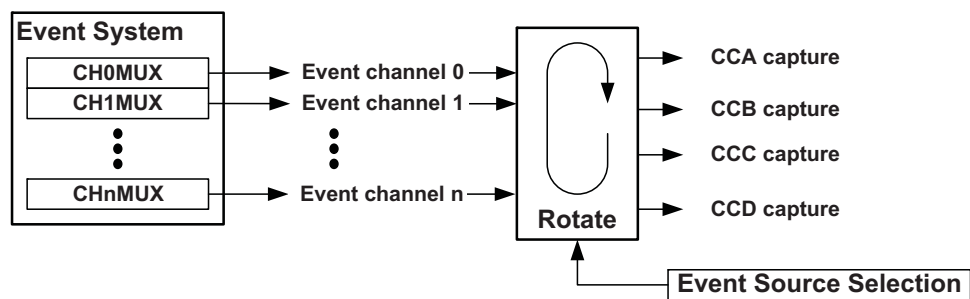 Event System
CH0MUX
CH1MUX
CHnMUX
Event channel 0
Event channel 1
Event channel n
Rotate
CCA capture
CCB capture
CCC capture
CCD capture
Event Source Selection